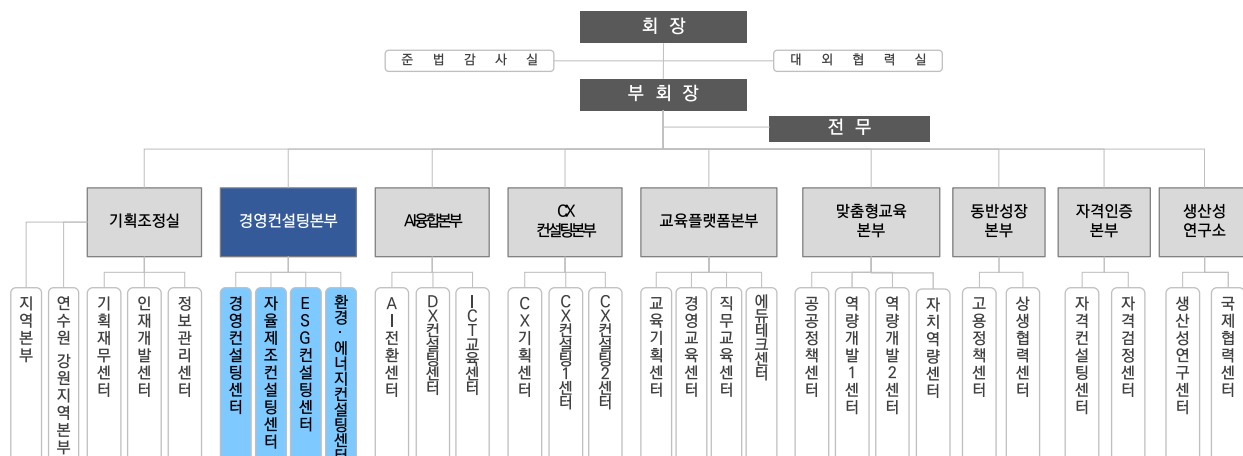 회 장
준 법 감 사 실
대 외 협 력 실
부 회 장
전 무
기획조정실
경영컨설팅본부
AI융합본부
CX
컨설팅본부
교육플랫폼본부
맞춤형교육
본부
동반성장
본부
자격인증
본부
생산성
연구소
지역본부
연수원 강원지역본부
기획재무센터
인재개발센터
정보관리센터
경영컨설팅센터
자율제조컨설팅센터
ESG컨설팅센터
환경·에너지컨설팅센터
AI전환센터
DX컨설팅센터
ICT교육센터
CX기획센터
CX컨설팅1센터
CX컨설팅2센터
교육기획센터
경영교육센터
직무교육센터
에듀테크센터
공공정책센터
역량개발1센터
역량개발2센터
자치역량센터
고용정책센터
상생협력센터
자격컨설팅센터
자격검정센터
생산성연구센터
국제협력센터